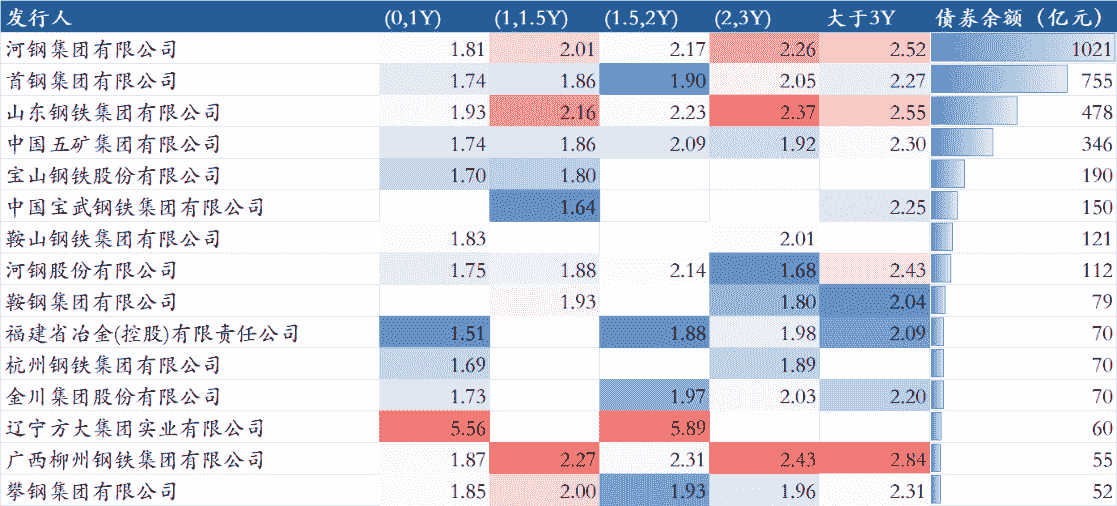 发行人 (0,1Y) (1,1.5Y) (1.5,2Y) (2,3Y) 大于3Y 债券余额（亿元）
河钢集团有限公司 1.81 2.01 2.17 2.26 2.52 1021
首钢集团有限公司 1.74 1.86 1.90 2.05 2.27 755
山东钢铁集团有限公司 1.93 2.16 2.23 2.37 2.55 478
中国五矿集团有限公司 1.74 1.86 2.09 1.92 2.30 346
宝山钢铁股份有限公司 1.70 1.80 190
中国宝武钢铁集团有限公司 1.64 2.25 150
鞍山钢铁集团有限公司 1.83 2.01 121
河钢股份有限公司 1.75 1.88 2.14 1.68 2.43 112
鞍钢集团有限公司 1.93 1.80 2.04 79
福建省冶金(控股)有限责任公司 1.51 1.88 1.98 2.09 70
杭州钢铁集团有限公司 1.69 1.89 70
金川集团股份有限公司 1.73 1.97 2.03 2.20 70
辽宁方大集团实业有限公司 5.56 5.89 60
广西柳州钢铁集团有限公司 1.87 2.27 2.31 2.43 2.84 55
攀钢集团有限公司 1.85 2.00 1.93 1.96 2.31 52